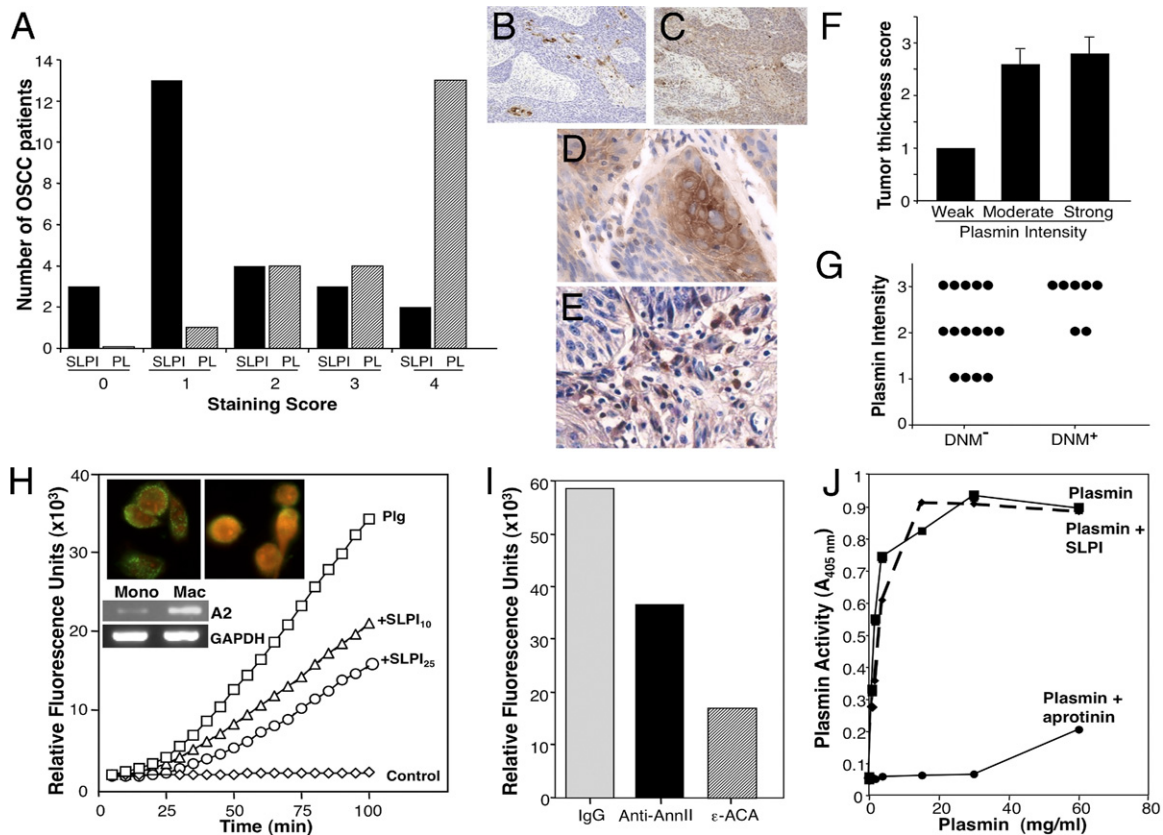 A
Number of OSCC patients
14
12
10
8
6
4
2
0
SLPI PL SLPI PL SLPI PL SLPI PL SLPI PL
0 1 2 3 4
Staining Score
B
C
D
E
F
Tumor thickness score
3
2
1
0
Weak Moderate Strong
Plasmin Intensity
G
Plasmin Intensity
3
2
1
0
DNM⁻ DNM⁺
H
Relative Fluorescence Units (x10³)
40
30
20
10
0
Plg
+SLPI₁₀
+SLPI₂₅
Control
Mono Mac
A2
GAPDH
0 25 50 75 100
Time (min)
I
Relative Fluorescence Units (x10³)
60
50
40
30
20
10
0
IgG Anti-AnnII ε-ACA
J
Plasmin Activity (A₄₀₅ nm)
1
0.9
0.8
0.7
0.6
0.5
0.4
0.3
0.2
0.1
0
Plasmin
Plasmin +
SLPI
Plasmin +
aprotinin
0 20 40 60 80
Plasmin (mg/ml)